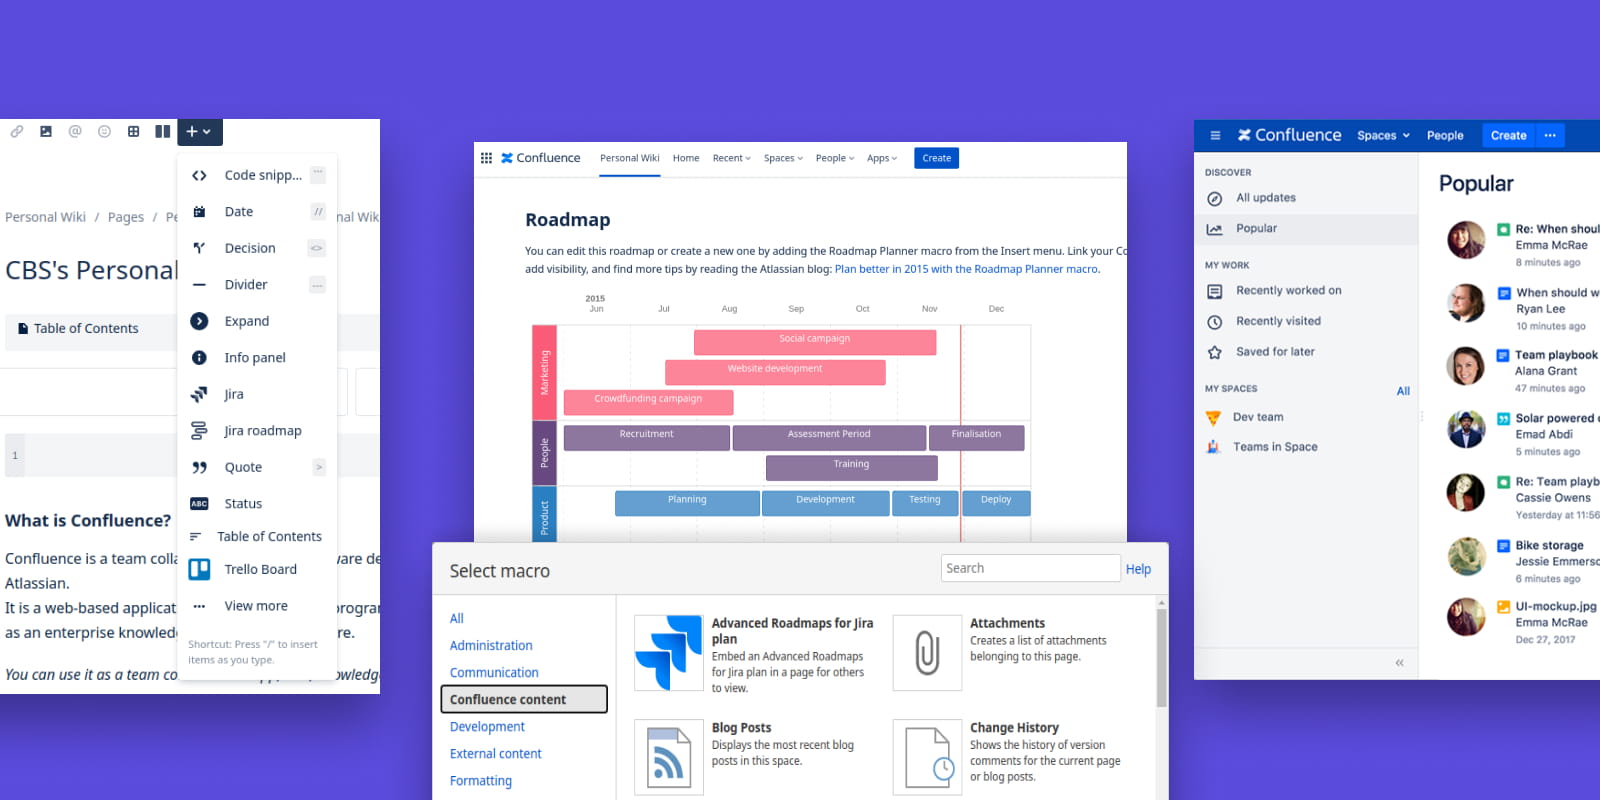 Code snipp... ```
Date //
Decision <>
Divider ---
Expand
Info panel
Jira
Jira roadmap
Quote >
ABC Status
Table of Contents
Trello Board
View more
Shortcut: Press "/" to insert
items as you type.
Personal Wiki / Pages / Pe
nal Wik
CBS's Personal
Table of Contents
1
What is Confluence?
Confluence is a team colla
ware de
Atlassian.
It is a web-based applicat
program
as an enterprise knowled
re.
You can use it as a team co
owledg
Confluence Personal Wiki Home Recent Spaces People Apps Create
Roadmap
You can edit this roadmap or create a new one by adding the Roadmap Planner macro from the Insert menu. Link your Co
add visibility, and find more tips by reading the Atlassian blog: Plan better in 2015 with the Roadmap Planner macro.
2015
Jun Jul Aug Sep Oct Nov Dec
Marketing
Social campaign
Website development
Crowdfunding campaign
People
Recruitment Assessment Period Finalisation
Training
Product
Planning Development Testing Deploy
Select macro
Search
Help
All
Administration
Communication
Confluence content
Development
External content
Formatting
Advanced Roadmaps for Jira
plan
Embed an Advanced Roadmaps
for Jira plan in a page for others
to view.
Attachments
Creates a list of attachments
belonging to this page.
Blog Posts
Displays the most recent blog
posts in this space.
Change History
Shows the history of version
comments for the current page
or blog posts.
Confluence Spaces People Create ...
DISCOVER
All updates
Popular
MY WORK
Recently worked on
Recently visited
Saved for later
MY SPACES All
Dev team
Teams in Space
«
Popular
Re: When shoul
Emma McRae
8 minutes ago
When should w
Ryan Lee
10 minutes ago
Team playbook
Alana Grant
47 minutes ago
Solar powered c
Emad Abdi
5 minutes ago
Re: Team playb
Cassie Owens
Yesterday at 11:56
Bike storage
Jessie Emmerso
6 minutes ago
UI-mockup.jpg
Emma McRae
Dec 27, 2017